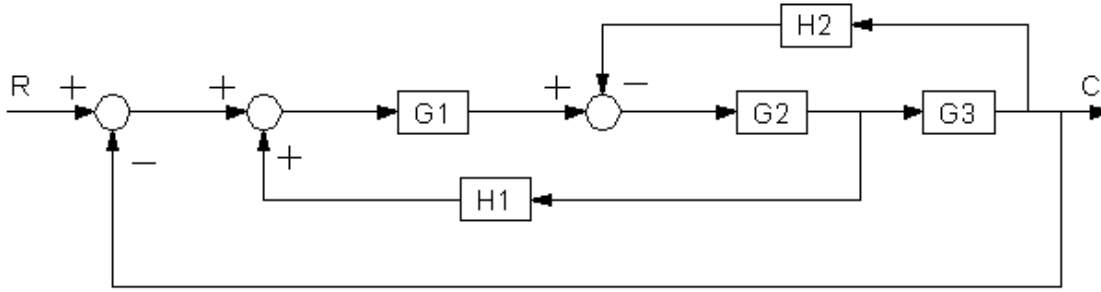 H2
R + + + − C
G1 G2 G3
− +
H1